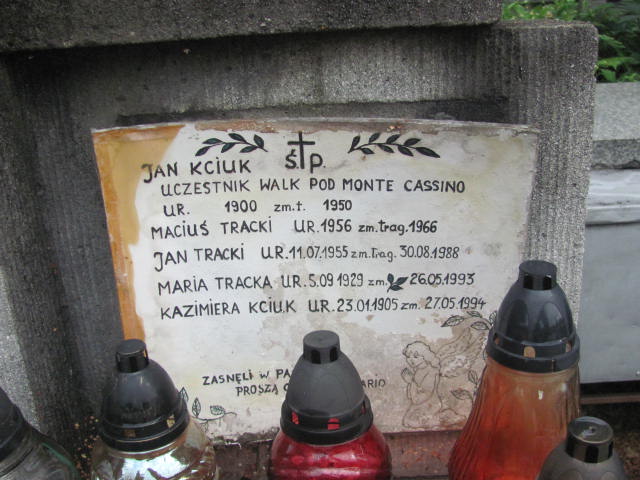 Ś.†P.
JAN KCIUK
UCZESTNIK WALK POD MONTE CASSINO
UR. 1900 zm.t. 1950
MACIUŚ TRACKI UR. 1956 zm. trag. 1966
JAN TRACKI UR. 11.07.1955 zm. trag. 30.08.1988
MARIA TRACKA UR. 5.09 1929 zm. 26.05.1993
KAZIMIERA KCIUK UR. 23.01.1905 zm. 27.05.1994
ZASNĘLI W
PROSZĄ